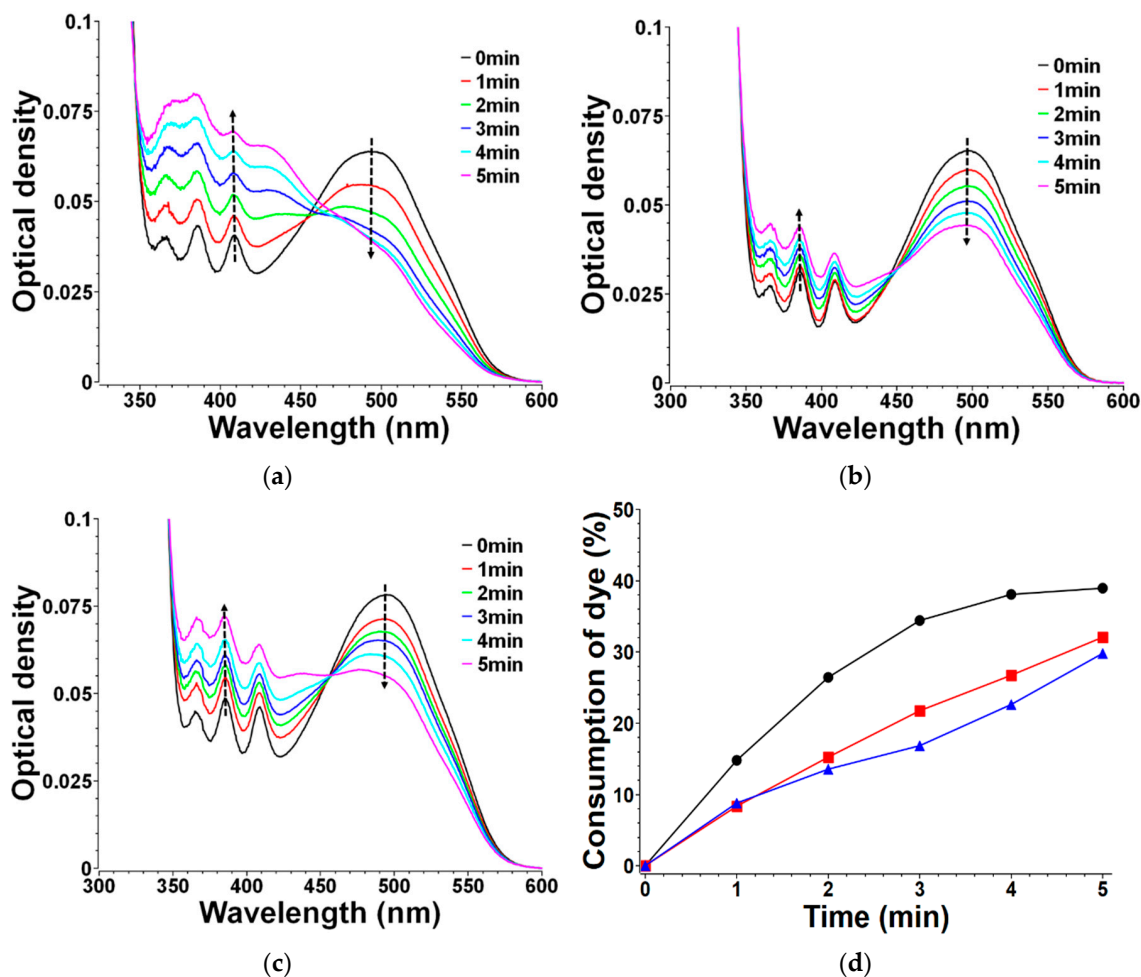 0.1
0.075
0.05
0.025
0
Optical density
0min
1min
2min
3min
4min
5min
350 400 450 500 550 600
Wavelength (nm)
(a)
0.1
0.075
0.05
0.025
0
Optical density
0min
1min
2min
3min
4min
5min
300 350 400 450 500 550 600
Wavelength (nm)
(b)
0.1
0.075
0.05
0.025
0
Optical density
0min
1min
2min
3min
4min
5min
300 350 400 450 500 550 600
Wavelength (nm)
(c)
50
40
30
20
10
0
Consumption of dye (%)
0 1 2 3 4 5
Time (min)
(d)